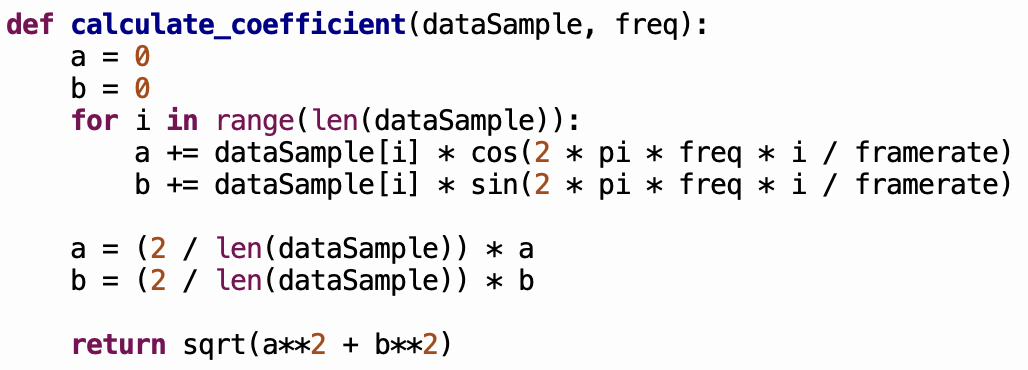 def calculate_coefficient(dataSample, freq):
    a = 0
    b = 0
    for i in range(len(dataSample)):
        a += dataSample[i] * cos(2 * pi * freq * i / framerate)
        b += dataSample[i] * sin(2 * pi * freq * i / framerate)

    a = (2 / len(dataSample)) * a
    b = (2 / len(dataSample)) * b

    return sqrt(a**2 + b**2)